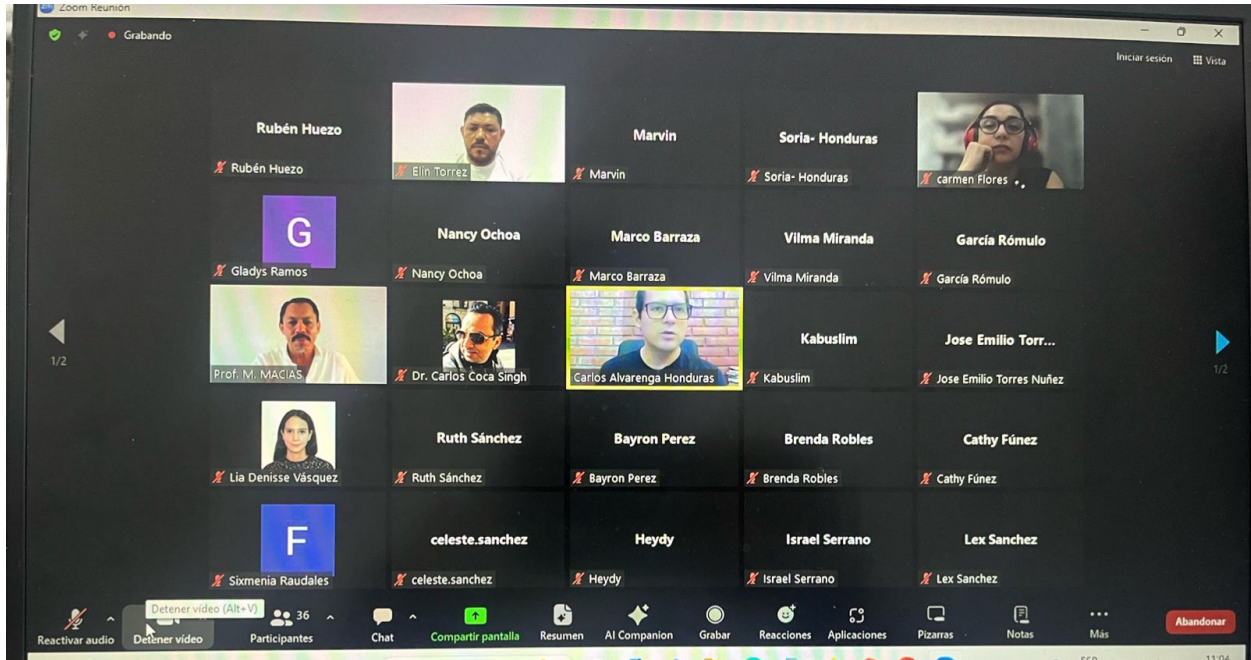 Zoom Reunión
Grabando
Iniciar sesión
Vista
Rubén Huezo
Marvin
Soria- Honduras
Rubén Huezo
Elin Torrez
Marvin
Soria- Honduras
carmen Flores
G
Nancy Ochoa
Marco Barraza
Vilma Miranda
García Rómulo
Gladys Ramos
Nancy Ochoa
Marco Barraza
Vilma Miranda
García Rómulo
Kabuslim
Jose Emilio Torr...
1/2
1/2
Prof. M. MACIAS
Dr. Carlos Coca Singh
Carlos Alvarenga Honduras
Kabuslim
Jose Emilio Torres Nuñez
Ruth Sánchez
Bayron Perez
Brenda Robles
Cathy Fúnez
Lia Denisse Vásquez
Ruth Sánchez
Bayron Perez
Brenda Robles
Cathy Fúnez
F
celeste.sanchez
Heydy
Israel Serrano
Lex Sanchez
Sixmenia Raudales
celeste.sanchez
Heydy
Israel Serrano
Lex Sanchez
Detener vídeo (Alt+V)
36
Reactivar audio
Detener vídeo
Participantes
Chat
Compartir pantalla
Resumen
AI Companion
Grabar
Reacciones
Aplicaciones
Pizarras
Notas
Más
Abandonar
11:04